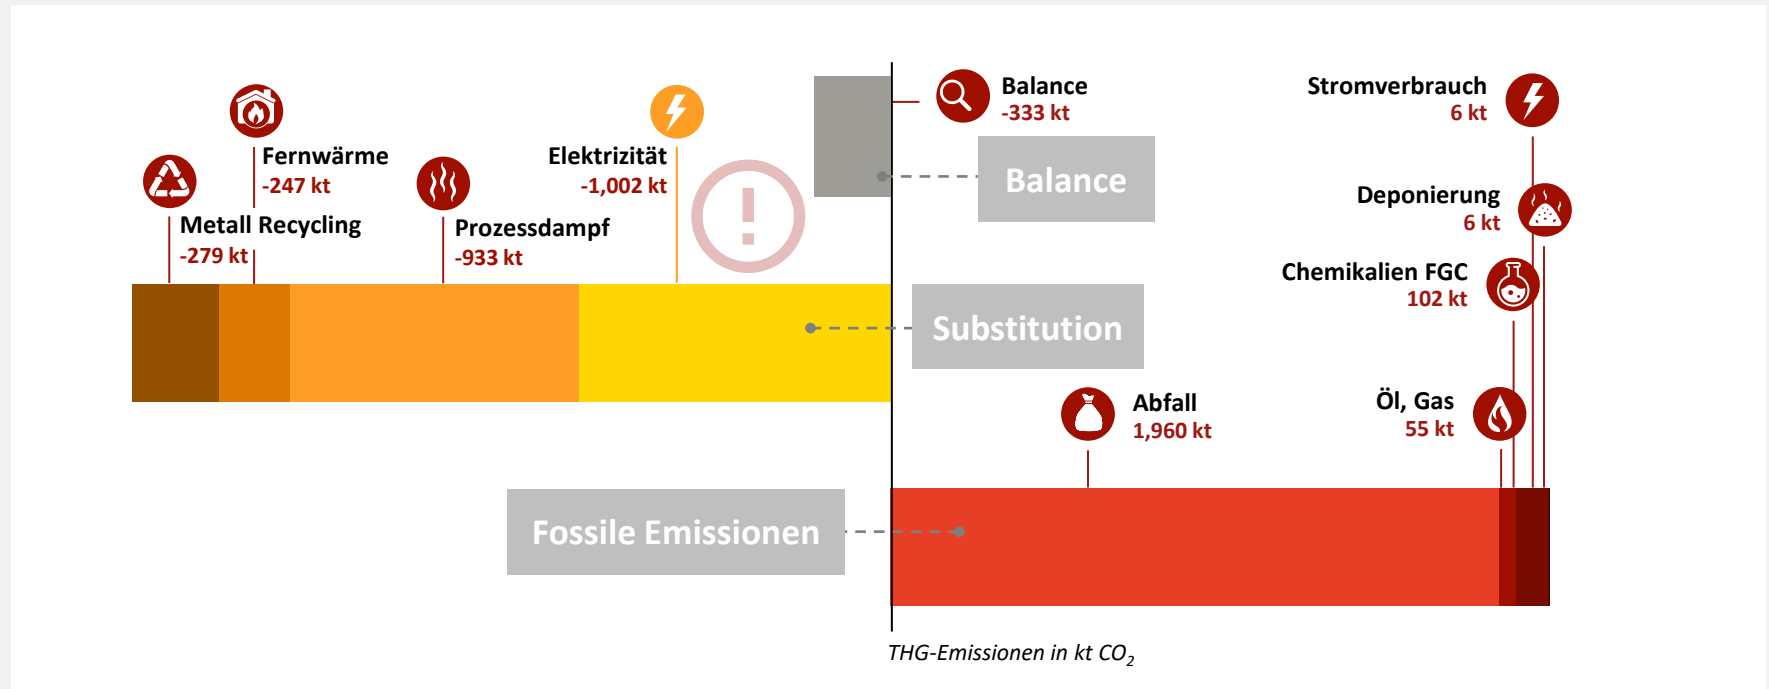 Balance
-333 kt
Stromverbrauch
6 kt
Fernwärme
-247 kt
Elektrizität
-1,002 kt
Balance
Metall Recycling
-279 kt
Prozessdampf
-933 kt
!
Deponierung
6 kt
Chemikalien FGC
102 kt
Substitution
Abfall
1,960 kt
Öl, Gas
55 kt
Fossile Emissionen
THG-Emissionen in kt CO₂